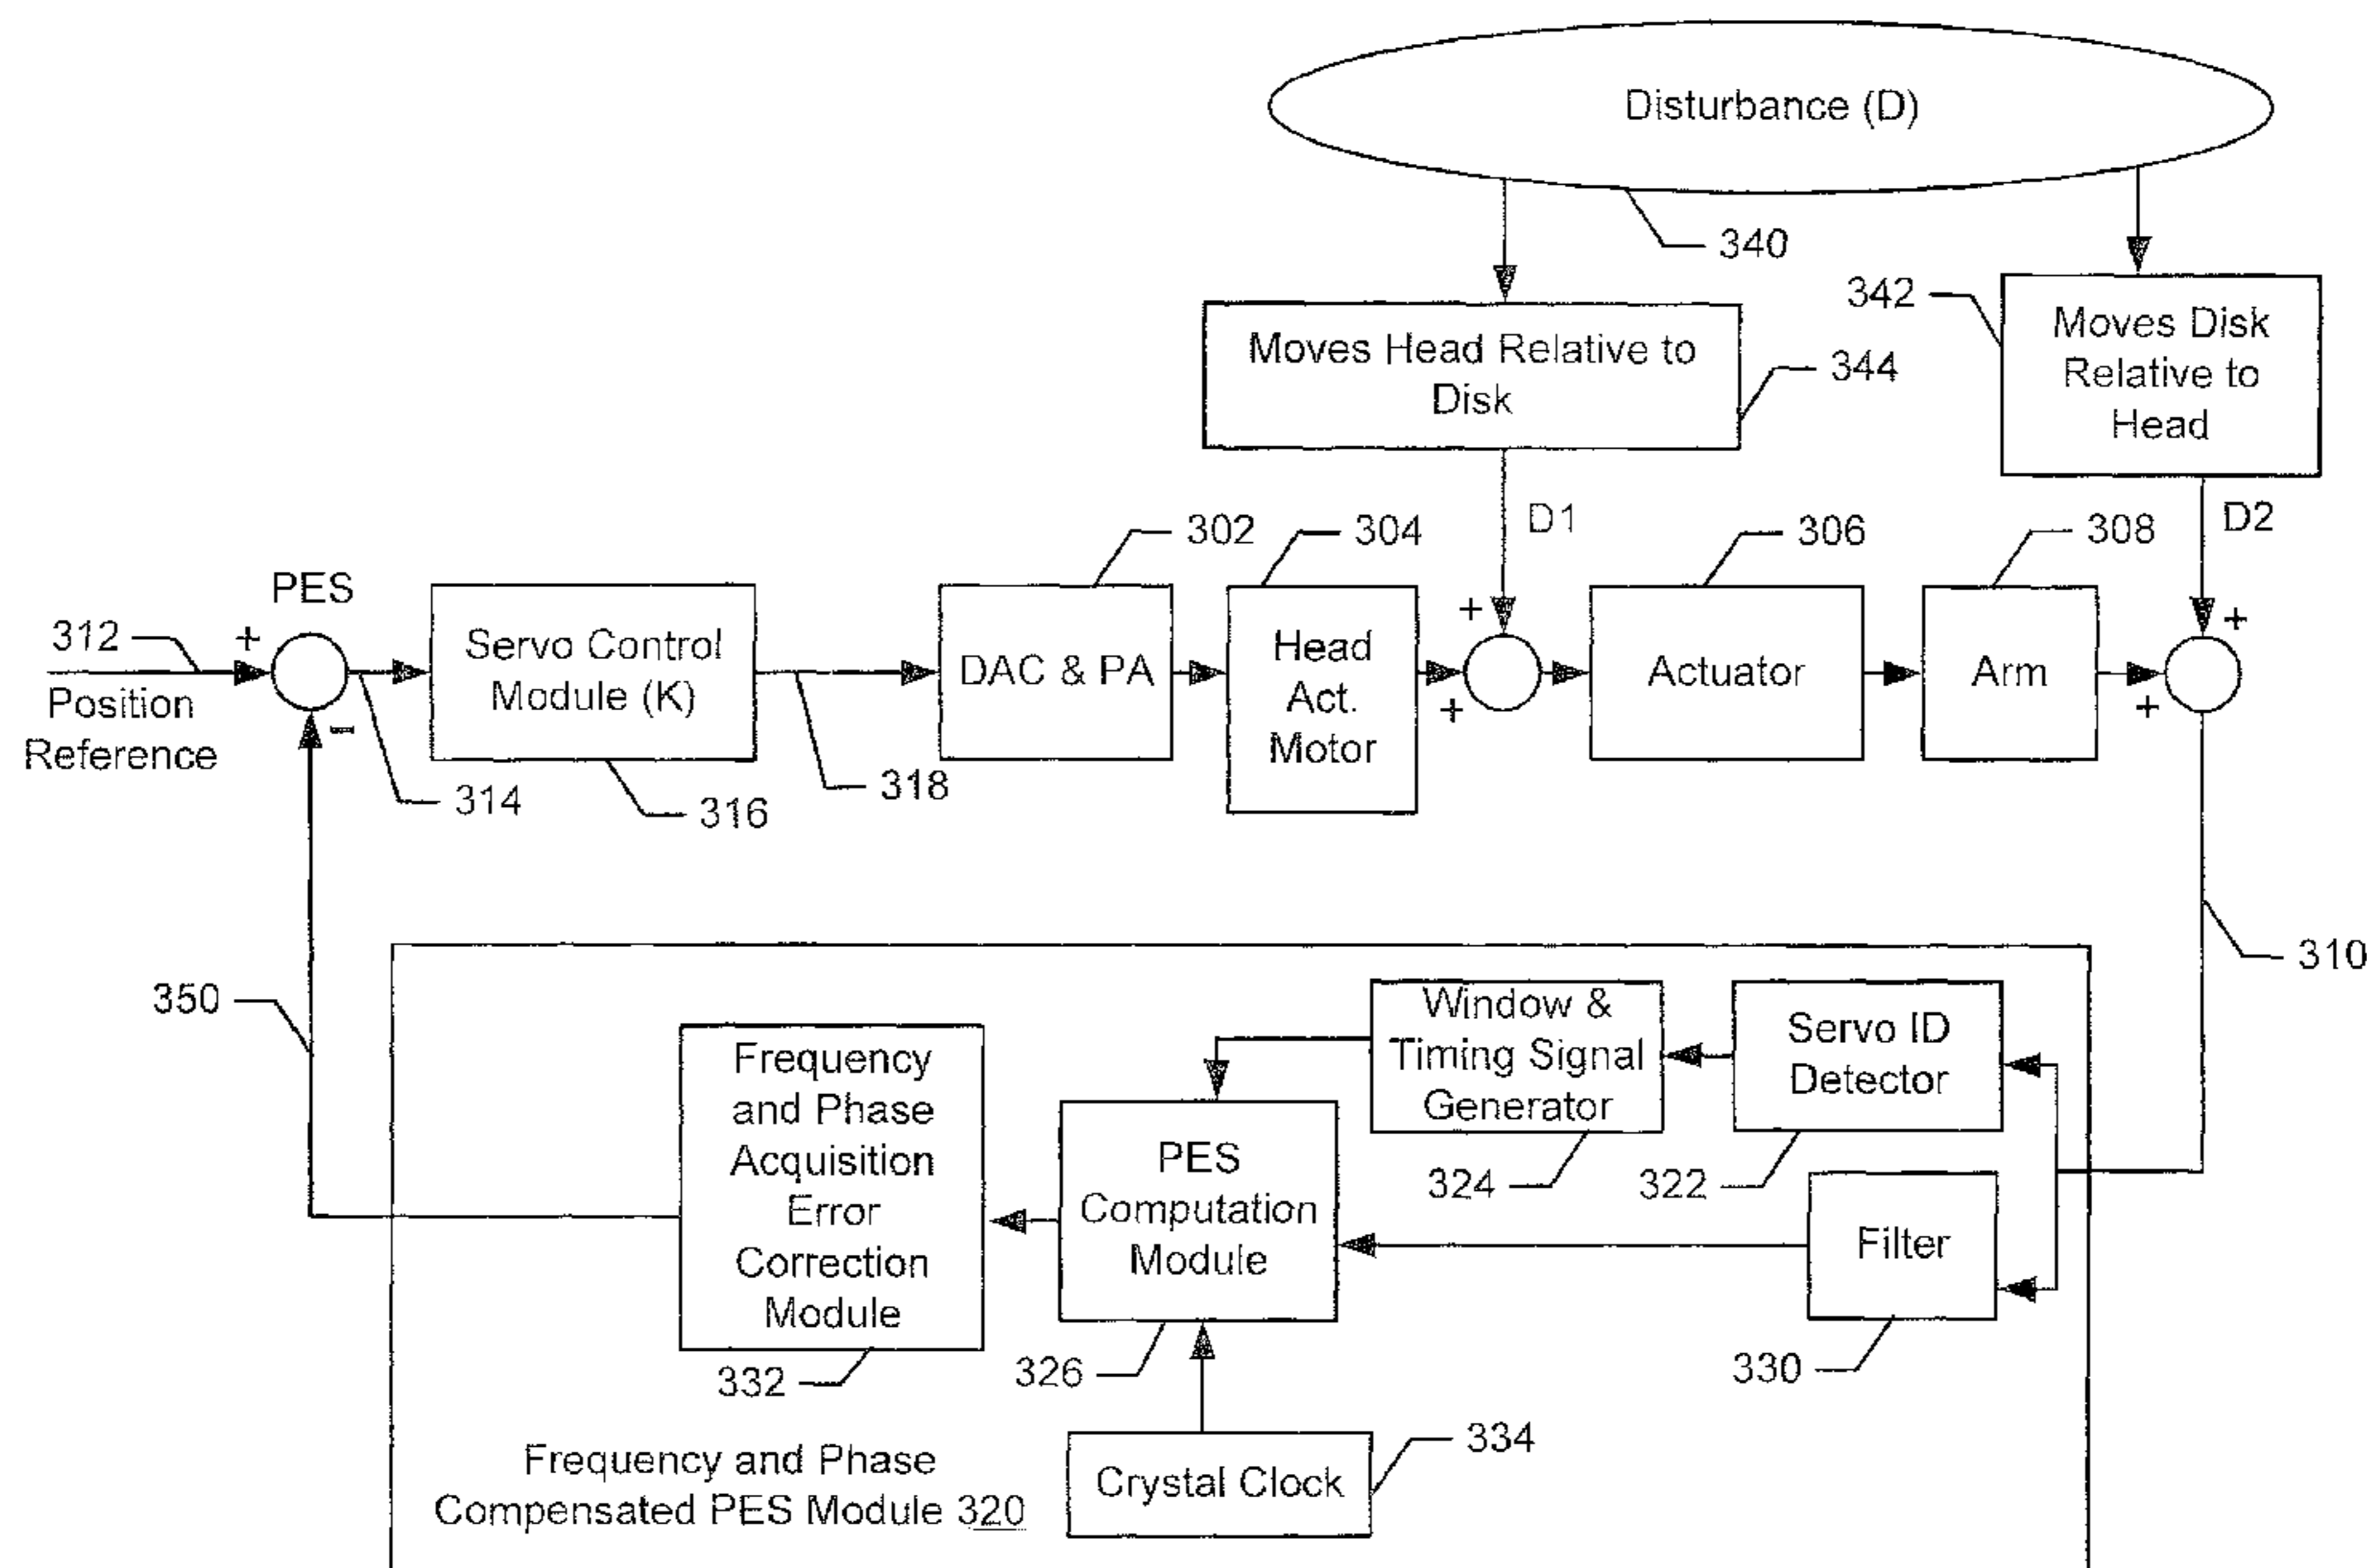 Disturbance (D)
340
342
Moves Disk
Relative to
Head
Moves Head Relative to
Disk
344
D1
D2
302
304
306
308
PES
312
+
Position
Reference
−
314
Servo Control
Module (K)
316
318
DAC & PA
Head
Act.
Motor
+
+
Actuator
Arm
+
+
310
350
Window &
Timing Signal
Generator
324
Servo ID
Detector
322
Frequency
and Phase
Acquisition
Error
Correction
Module
332
PES
Computation
Module
326
Filter
330
Crystal Clock
334
Frequency and Phase
Compensated PES Module 320